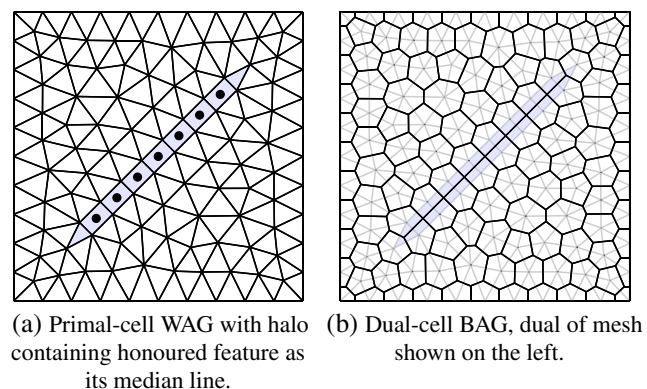 (a) Primal-cell WAG with halo
containing honoured feature as
its median line.
(b) Dual-cell BAG, dual of mesh
shown on the left.